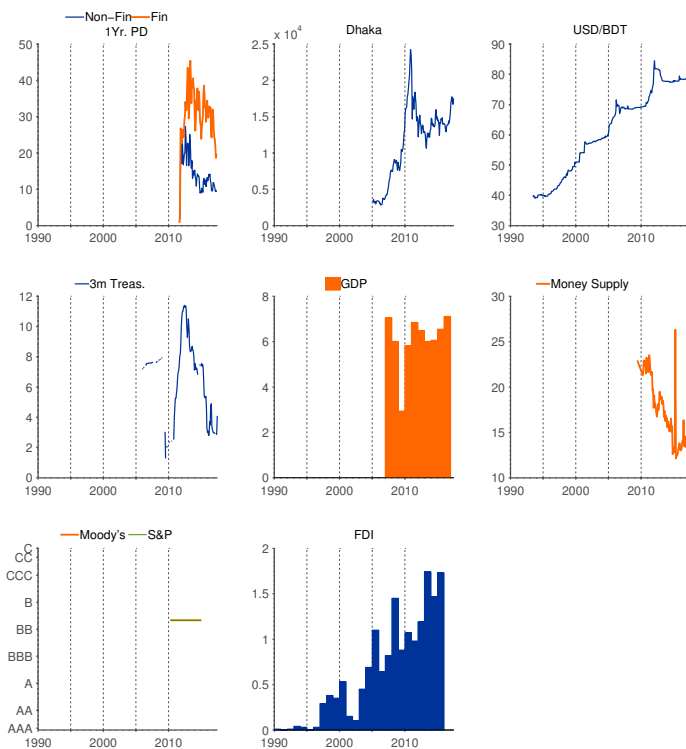 Non-Fin Fin
1Yr. PD
50
40
30
20
10
0
1990 2000 2010
Dhaka
2.5 x 10^4
2
1.5
1
0.5
0
1990 2000 2010
USD/BDT
90
80
70
60
50
40
30
1990 2000 2010
3m Treas.
12
10
8
6
4
2
0
1990 2000 2010
GDP
8
6
4
2
0
1990 2000 2010
Money Supply
30
25
20
15
10
1990 2000 2010
Moody's S&P
C
CC
CCC
B
BB
BBB
A
AA
AAA
1990 2000 2010
FDI
2
1.5
1
0.5
0
1990 2000 2010